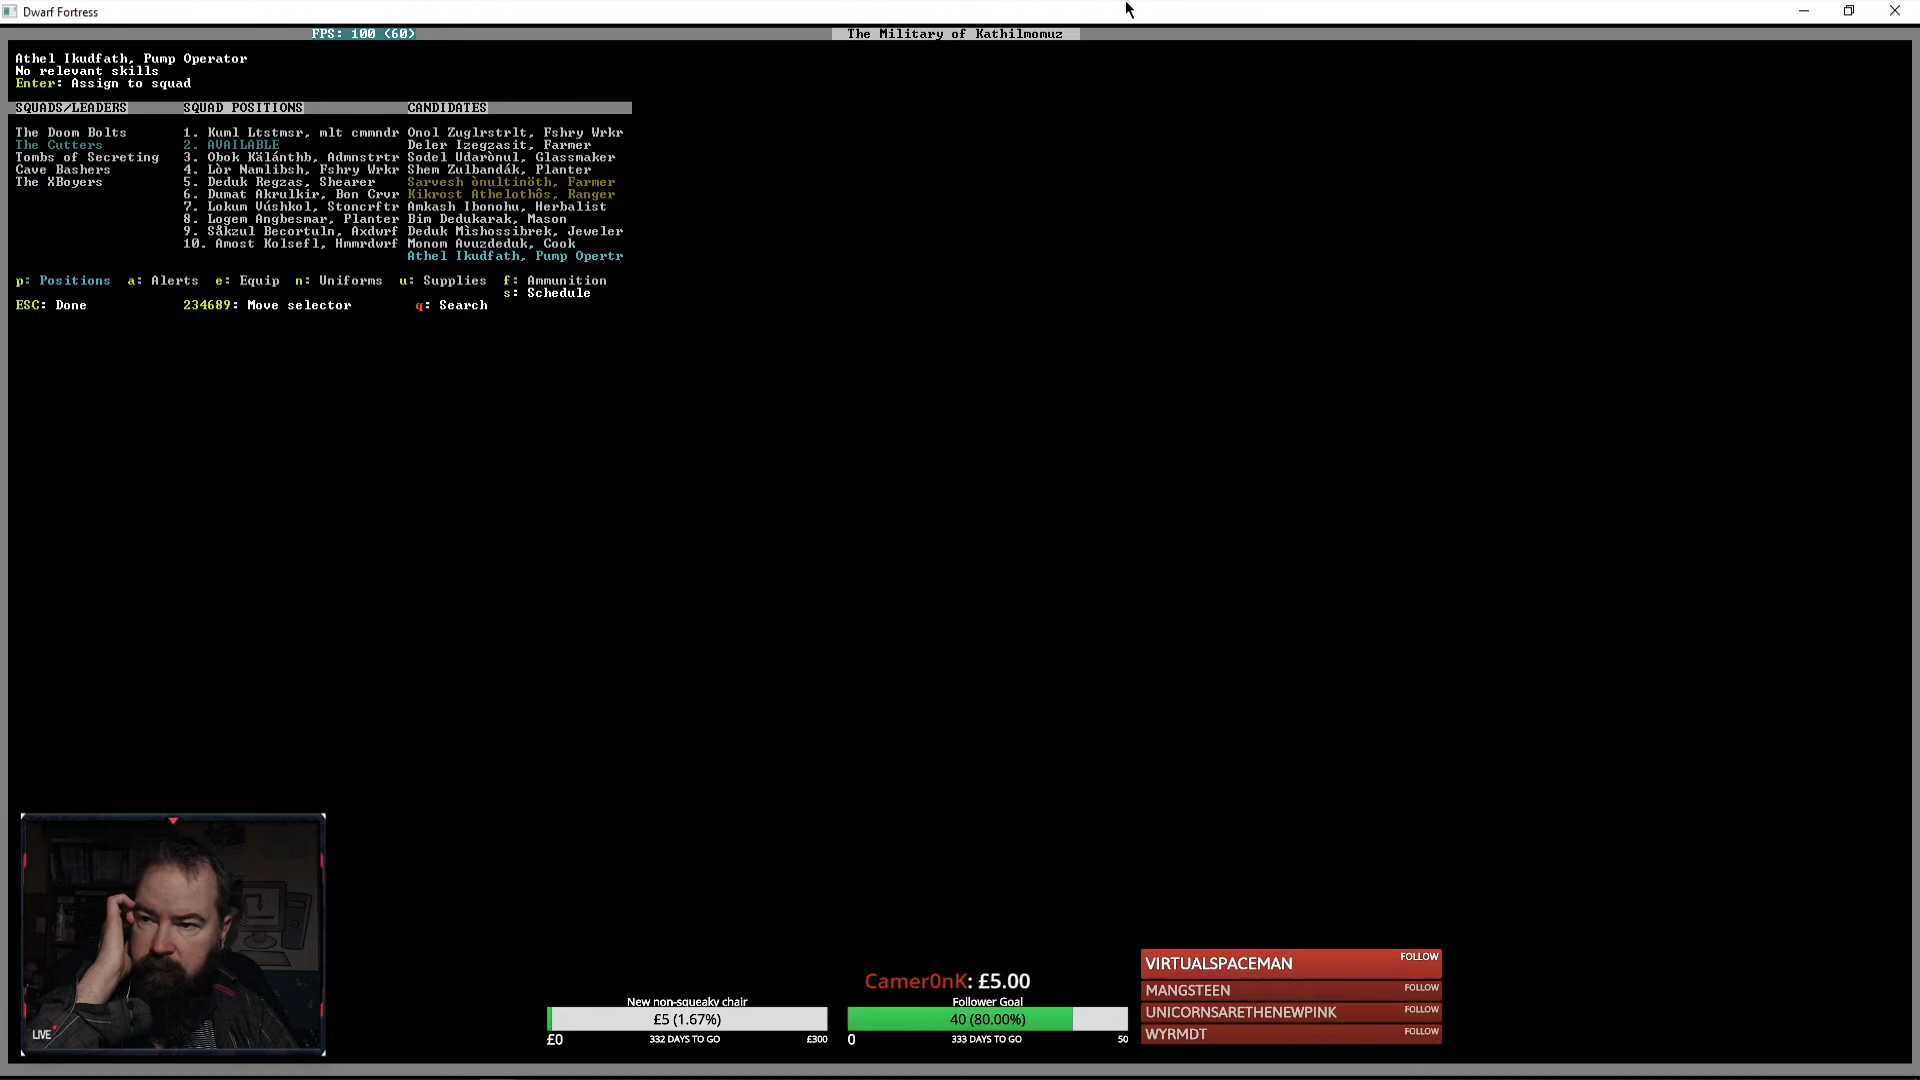 Dwarf Fortress
FPS: 100 (60)
The Military of Kathilmomuz
Athel Ikudfath, Pump Operator
No relevant skills
Enter: Assign to squad
SQUADS/LEADERS SQUAD POSITIONS CANDIDATES
The Doom Bolts 1. Kuml Ltstmsr, mlt cmmndr Onol Zuglrstrlt, Fshry Wrkr
The Cutters 2. AVAILABLE Deler Izegzasit, Farmer
Tombs of Secreting 3. Obok Kälánthb, Admnstrtr Sodel Udarònul, Glassmaker
Cave Bashers 4. Lòr Namlibsh, Fshry Wrkr Shem Zulbandák, Planter
The XBoyers 5. Deduk Regzas, Shearer Sarvesh ònultinöth, Farmer
6. Dumat Akrulkir, Bon Crvr Kikrost Athelothôs, Ranger
7. Lokum Vúshkol, Stoncrftr Amkash Ibonohu, Herbalist
8. Logem Angbesmar, Planter Bim Dedukarak, Mason
9. Såkzul Becortuln, Axdwrf Deduk Mìshossibrek, Jeweler
10. Amost Kolsefl, Hmmrdwrf Monom Avuzdeduk, Cook
Athel Ikudfath, Pump Opertr
p: Positions a: Alerts e: Equip n: Uniforms u: Supplies f: Ammunition
s: Schedule
ESC: Done 234689: Move selector q: Search
LIVE
New non-squeaky chair
£5 (1.67%)
£0 332 DAYS TO GO £300
Camer0nK: £5.00
Follower Goal
40 (80.00%)
0 333 DAYS TO GO 50
VIRTUALSPACEMAN FOLLOW
MANGSTEEN FOLLOW
UNICORNSARETHENEWPINK FOLLOW
WYRMDT FOLLOW